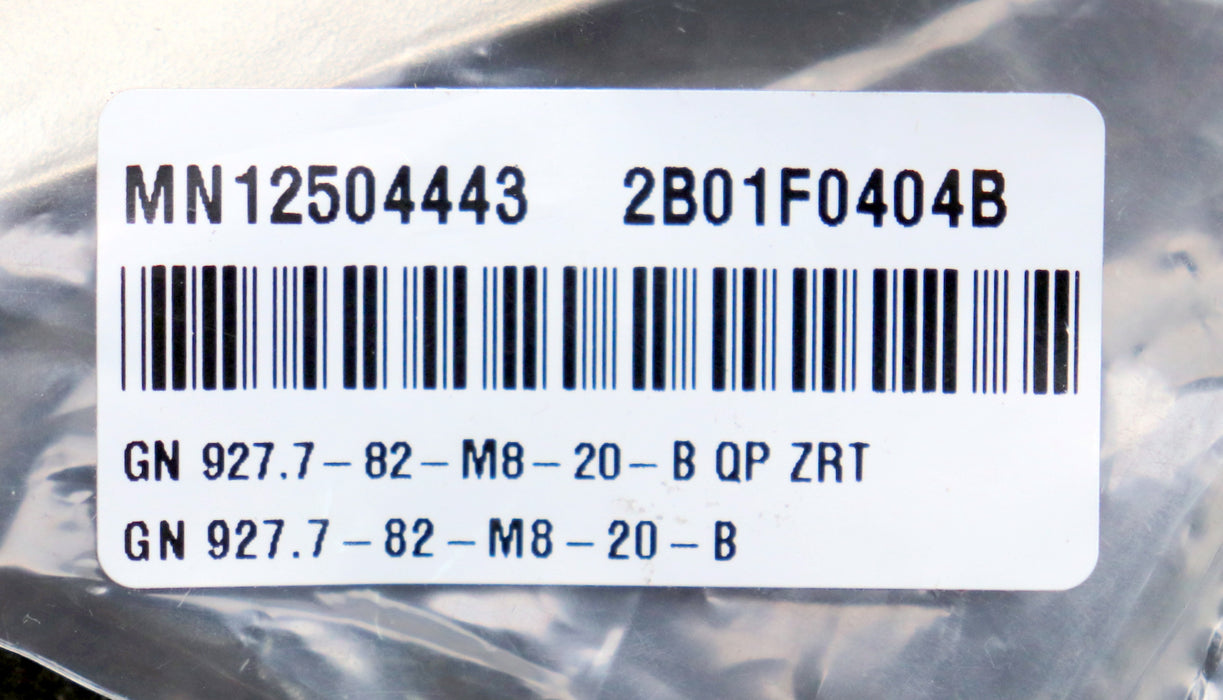 MN12504443 2B01F0404B
GN 927.7-82-M8-20-B QP ZRT
GN 927.7-82-M8-20-B